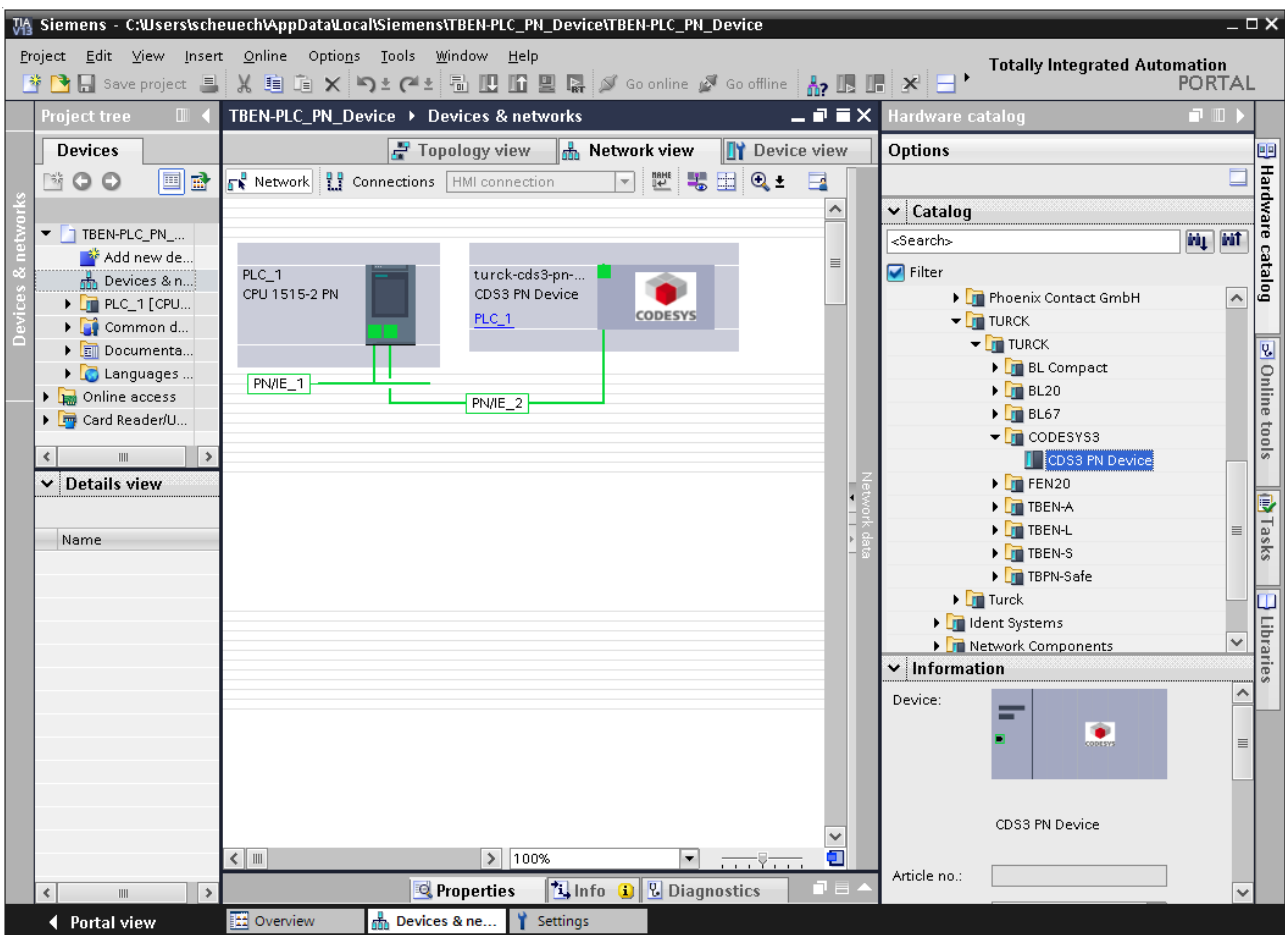 Siemens - C:\Users\scheuech\AppData\Local\Siemens\TBEN-PLC_PN_Device\TBEN-PLC_PN_Device
Project Edit View Insert Online Options Tools Window Help
Totally Integrated Automation
PORTAL
Save project
Go online
Go offline
Project tree
TBEN-PLC_PN_Device
Devices & networks
Hardware catalog
Devices
Topology view
Network view
Device view
Options
Network
Connections
HMI connection
Devices & networks
TBEN-PLC_PN_...
Add new de...
Devices & n...
PLC_1 [CPU...
Common d...
Documenta...
Languages ...
Online access
Card Reader/U...
Details view
Name
PLC_1
CPU 1515-2 PN
turck-cds3-pn-...
CDS3 PN Device
PLC_1
CODESYS
PN/IE_1
PN/IE_2
Network data
100%
Properties
Info
Diagnostics
Catalog
<Search>
Filter
Phoenix Contact GmbH
TURCK
TURCK
BL Compact
BL20
BL67
CODESYS3
CDS3 PN Device
FEN20
TBEN-A
TBEN-L
TBEN-S
TBPN-Safe
Turck
Ident Systems
Network Components
Information
Device:
CODESYS
CDS3 PN Device
Article no.:
Hardware catalog
Online tools
Tasks
Libraries
Portal view
Overview
Devices & ne...
Settings